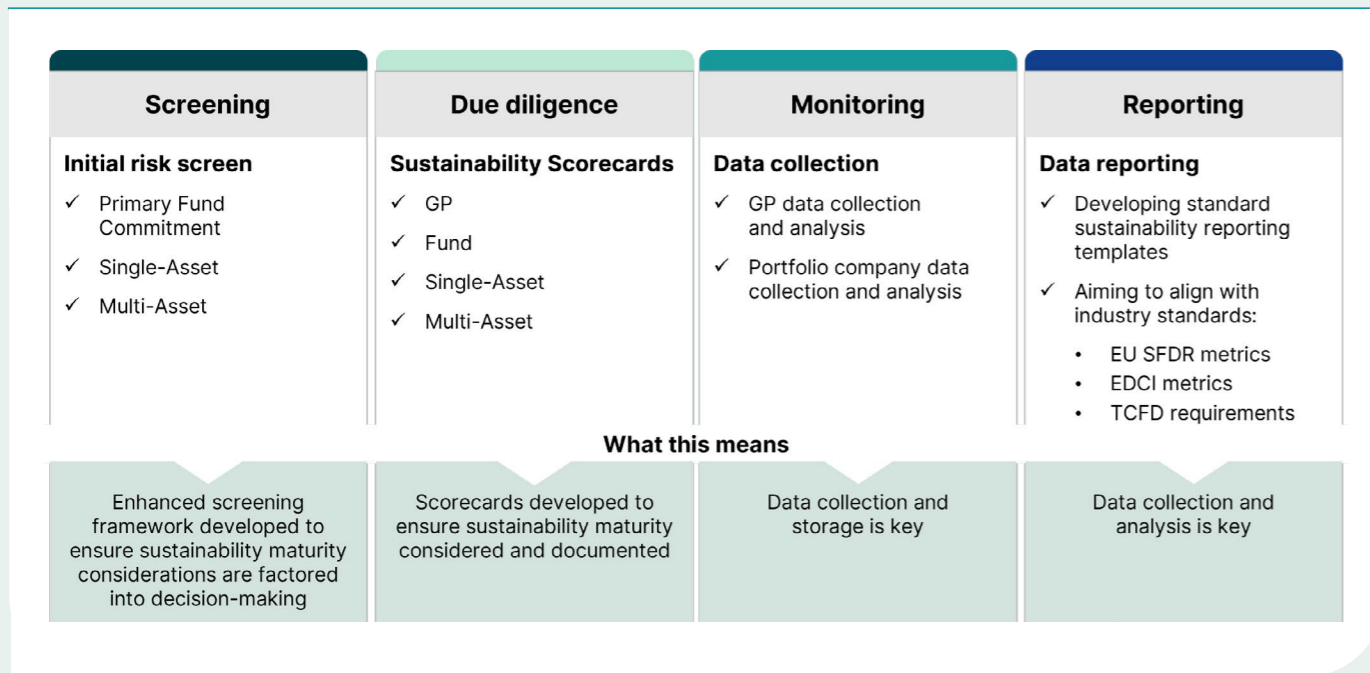 Screening
Initial risk screen
✓ Primary Fund
Commitment
✓ Single-Asset
✓ Multi-Asset
Due diligence
Sustainability Scorecards
✓ GP
✓ Fund
✓ Single-Asset
✓ Multi-Asset
Monitoring
Data collection
✓ GP data collection
and analysis
✓ Portfolio company data
collection and analysis
Reporting
Data reporting
✓ Developing standard
sustainability reporting
templates
✓ Aiming to align with
industry standards:
• EU SFDR metrics
• EDCI metrics
• TCFD requirements
What this means
Enhanced screening
framework developed to
ensure sustainability maturity
considerations are factored
into decision-making
Scorecards developed to
ensure sustainability maturity
considered and documented
Data collection and
storage is key
Data collection and
analysis is key